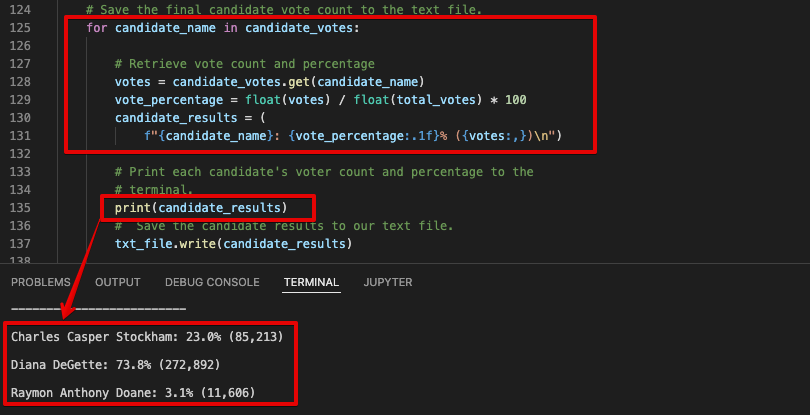 124 # Save the final candidate vote count to the text file.
125 for candidate_name in candidate_votes:
126
127 # Retrieve vote count and percentage
128 votes = candidate_votes.get(candidate_name)
129 vote_percentage = float(votes) / float(total_votes) * 100
130 candidate_results = (
131 f"{candidate_name}: {vote_percentage:.1f}% ({votes:,})\n")
132
133 # Print each candidate's voter count and percentage to the
134 # terminal.
135 print(candidate_results)
136 #  Save the candidate results to our text file.
137 txt_file.write(candidate_results)
138
PROBLEMS OUTPUT DEBUG CONSOLE TERMINAL JUPYTER
-------------------------
Charles Casper Stockham: 23.0% (85,213)
Diana DeGette: 73.8% (272,892)
Raymon Anthony Doane: 3.1% (11,606)